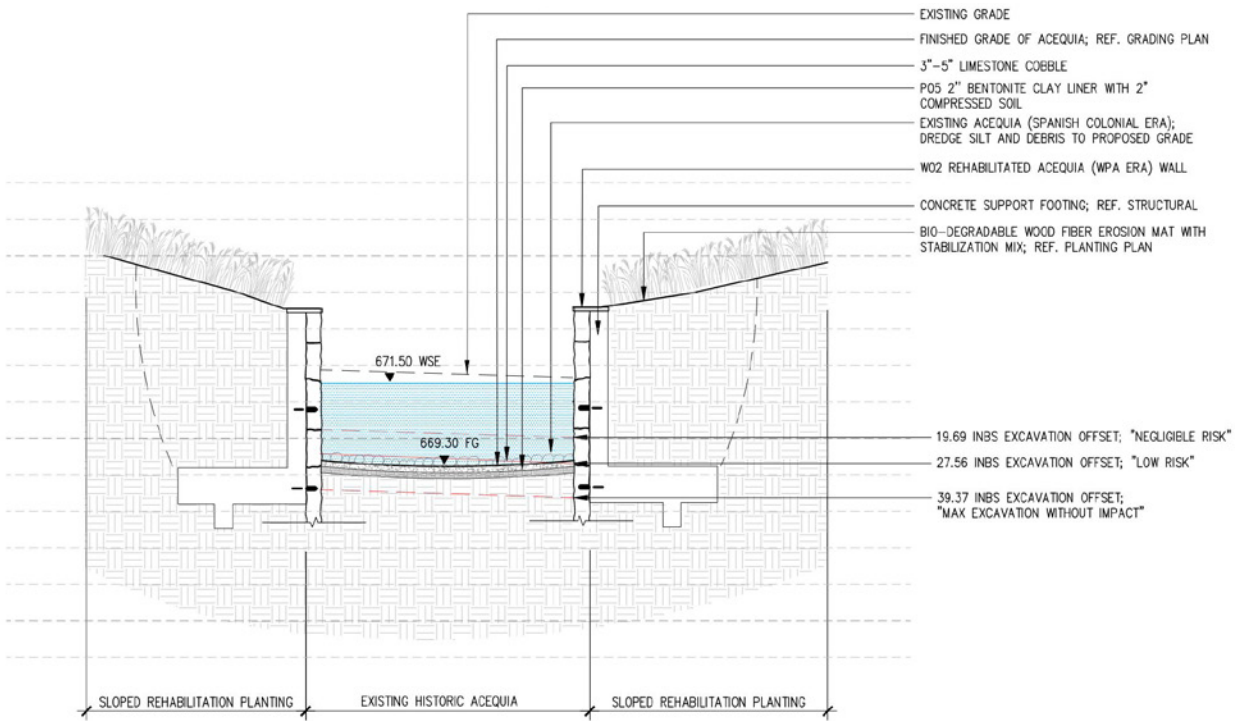 EXISTING GRADE
FINISHED GRADE OF ACEQUIA; REF. GRADING PLAN
3"-5" LIMESTONE COBBLE
P05 2" BENTONITE CLAY LINER WITH 2"
COMPRESSED SOIL
EXISTING ACEQUIA (SPANISH COLONIAL ERA);
DREDGE SILT AND DEBRIS TO PROPOSED GRADE
W02 REHABILITATED ACEQUIA (WPA ERA) WALL
CONCRETE SUPPORT FOOTING; REF. STRUCTURAL
BIO-DEGRADABLE WOOD FIBER EROSION MAT WITH
STABILIZATION MIX; REF. PLANTING PLAN
671.50 WSE
669.30 FG
19.69 INBS EXCAVATION OFFSET; "NEGLIGIBLE RISK"
27.56 INBS EXCAVATION OFFSET; "LOW RISK"
39.37 INBS EXCAVATION OFFSET;
"MAX EXCAVATION WITHOUT IMPACT"
SLOPED REHABILITATION PLANTING
EXISTING HISTORIC ACEQUIA
SLOPED REHABILITATION PLANTING